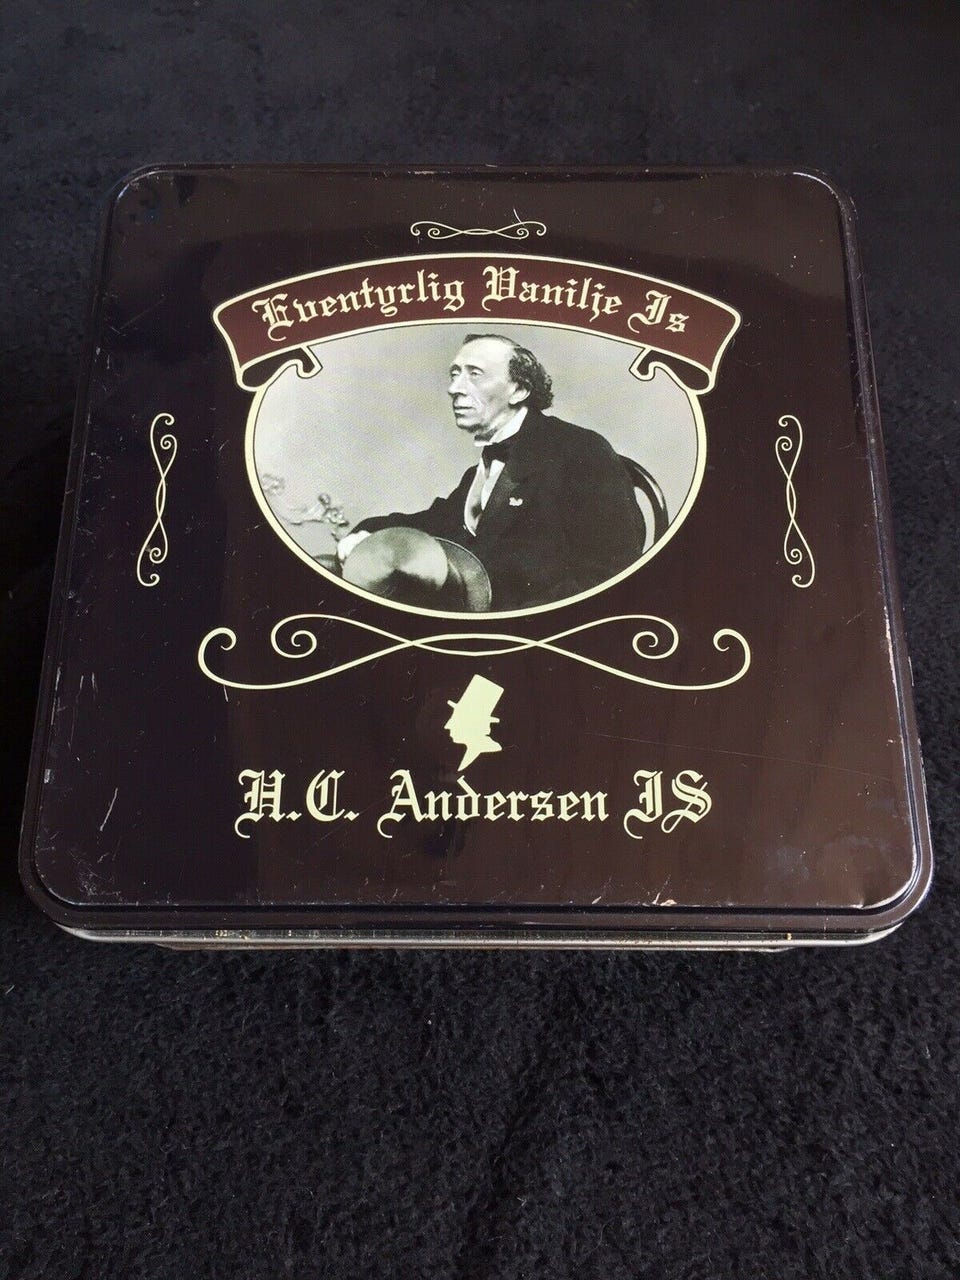 Eventyrlig Vanilje Is
H.C. Andersen IS